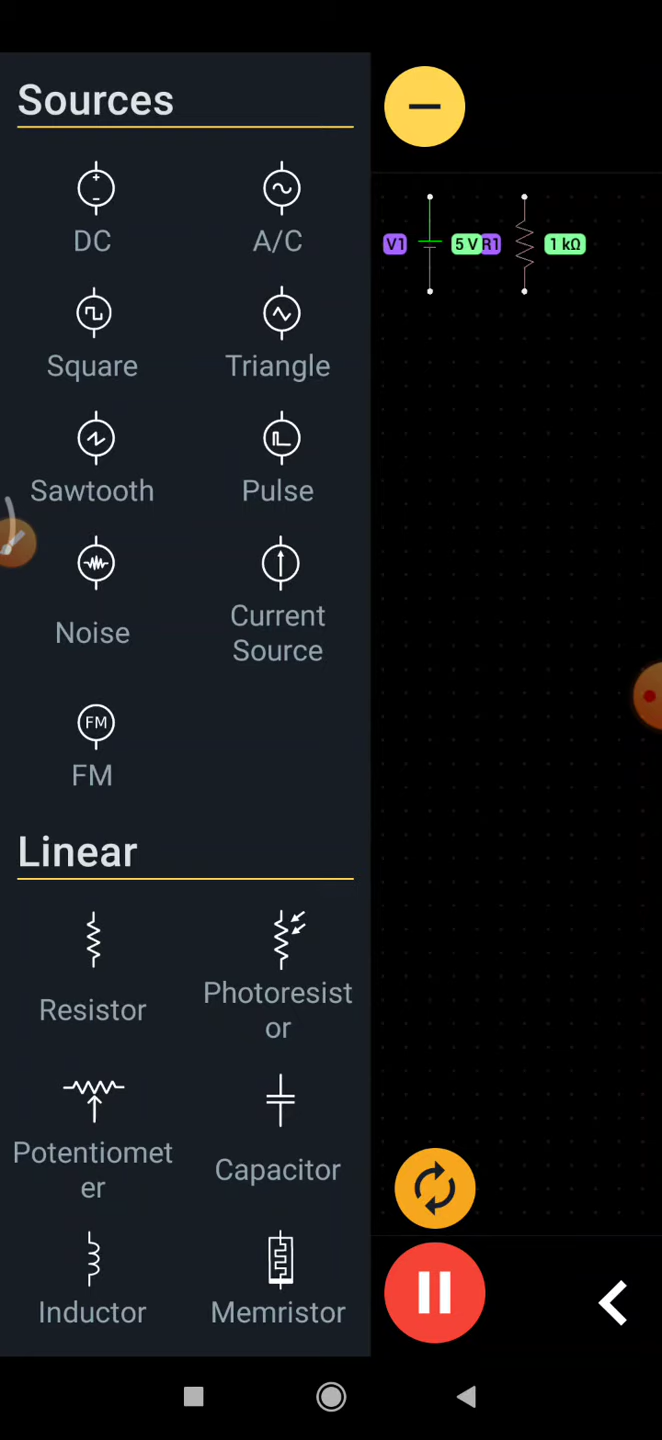 Sources
DC
A/C
Square
Triangle
Sawtooth
Pulse
Noise
Current
Source
FM
FM
Linear
Resistor
Photoresist
or
Potentiomet
er
Capacitor
Inductor
Memristor
V1
5 V
R1
1 kΩ